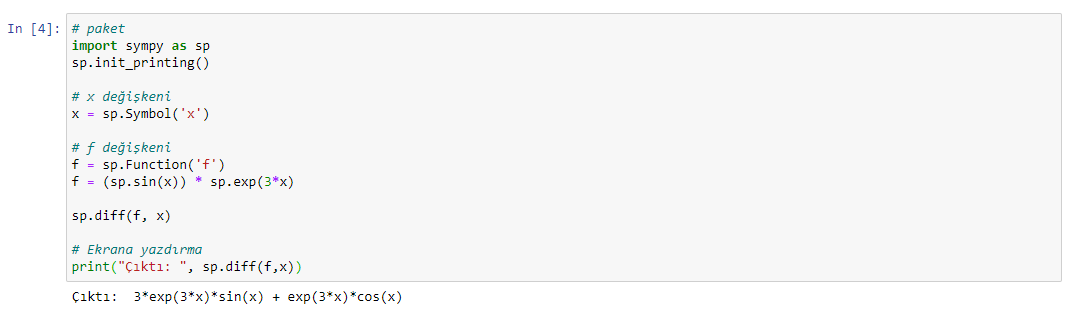 In [4]: # paket
import sympy as sp
sp.init_printing()
# x değişkeni
x = sp.Symbol('x')
# f değişkeni
f = sp.Function('f')
f = (sp.sin(x)) * sp.exp(3*x)
sp.diff(f, x)
# Ekrana yazdırma
print("Çıktı: ", sp.diff(f,x))
Çıktı:  3*exp(3*x)*sin(x) + exp(3*x)*cos(x)